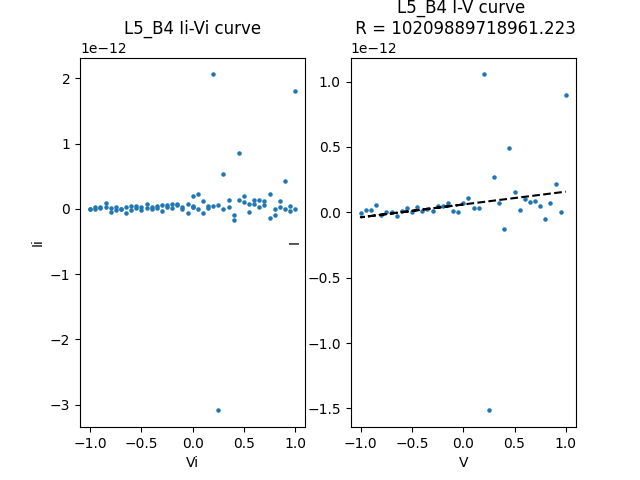 L5_B4 Ii-Vi curve
1e−12
2
1
0
−1
−2
−3
Ii
−1.0 −0.5 0.0 0.5 1.0
Vi
L5_B4 I-V curve
R = 10209889718961.223
1e−12
1.0
0.5
0.0
−0.5
−1.0
−1.5
I
−1.0 −0.5 0.0 0.5 1.0
V